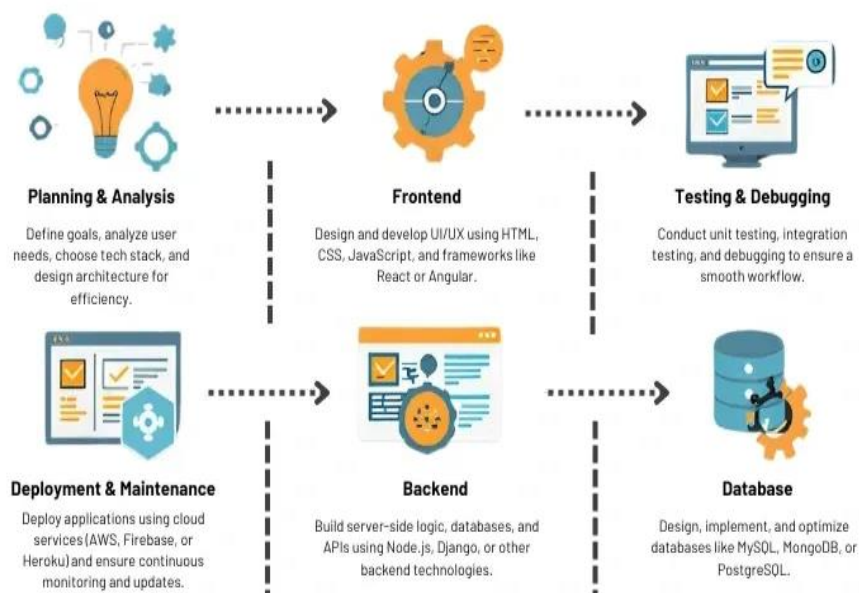 Planning & Analysis
Define goals, analyze user
needs, choose tech stack, and
design architecture for
efficiency.
Frontend
Design and develop UI/UX using HTML,
CSS, JavaScript, and frameworks like
React or Angular.
Testing & Debugging
Conduct unit testing, integration
testing, and debugging to ensure a
smooth workflow.
Deployment & Maintenance
Deploy applications using cloud
services (AWS, Firebase, or
Heroku) and ensure continuous
monitoring and updates.
Backend
Build server-side logic, databases, and
APIs using Node.js, Django, or other
backend technologies.
Database
Design, implement, and optimize
databases like MySQL, MongoDB, or
PostgreSQL.